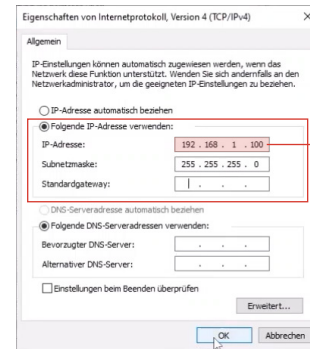 Eigenschaften von Internetprotokoll, Version 4 (TCP/IPv4)
Allgemein
IP-Einstellungen können automatisch zugewiesen werden, wenn das
Netzwerk diese Funktion unterstützt. Wenden Sie sich andernfalls an den
Netzwerkadministrator, um die geeigneten IP-Einstellungen zu beziehen.
IP-Adresse automatisch beziehen
Folgende IP-Adresse verwenden:
IP-Adresse: 192 . 168 . 1 . 100
Subnetzmaske: 255 . 255 . 255 . 0
Standardgateway: . . .
DNS-Serveradresse automatisch beziehen
Folgende DNS-Serveradressen verwenden:
Bevorzugter DNS-Server: . . .
Alternativer DNS-Server: . . .
Einstellungen beim Beenden überprüfen
Erweitert...
OK Abbrechen